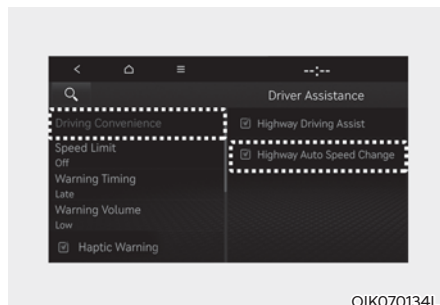 --:--
Driver Assistance
Driving Convenience
Speed Limit
Off
Warning Timing
Late
Warning Volume
Low
Haptic Warning
Highway Driving Assist
Highway Auto Speed Change
OIK070134L